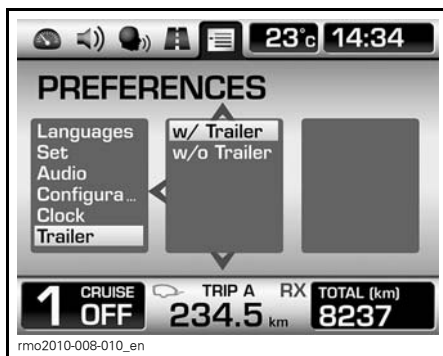 23°c 14:34
PREFERENCES
Languages
Set
Audio
Configura...
Clock
Trailer
w/ Trailer
w/o Trailer
1 CRUISE OFF
TRIP A RX
234.5 km
TOTAL (km)
8237
rmo2010-008-010_en